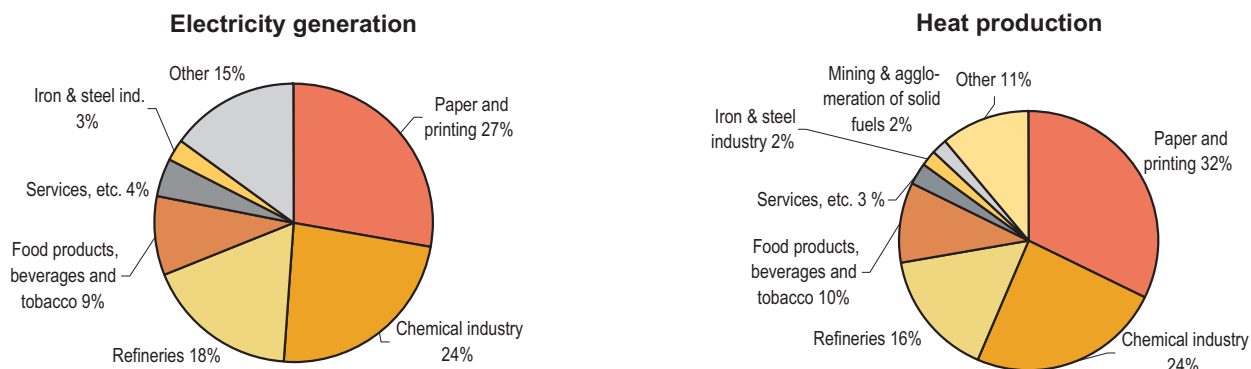 Electricity generation
Other 15%
Iron & steel ind.
3%
Paper and
printing 27%
Services, etc. 4%
Food products,
beverages and
tobacco 9%
Refineries 18%
Chemical industry
24%
Heat production
Mining & agglo-
meration of solid
fuels 2%
Other 11%
Iron & steel
industry 2%
Paper and
printing 32%
Services, etc. 3 %
Food products,
beverages and
tobacco 10%
Refineries 16%
Chemical industry
24%